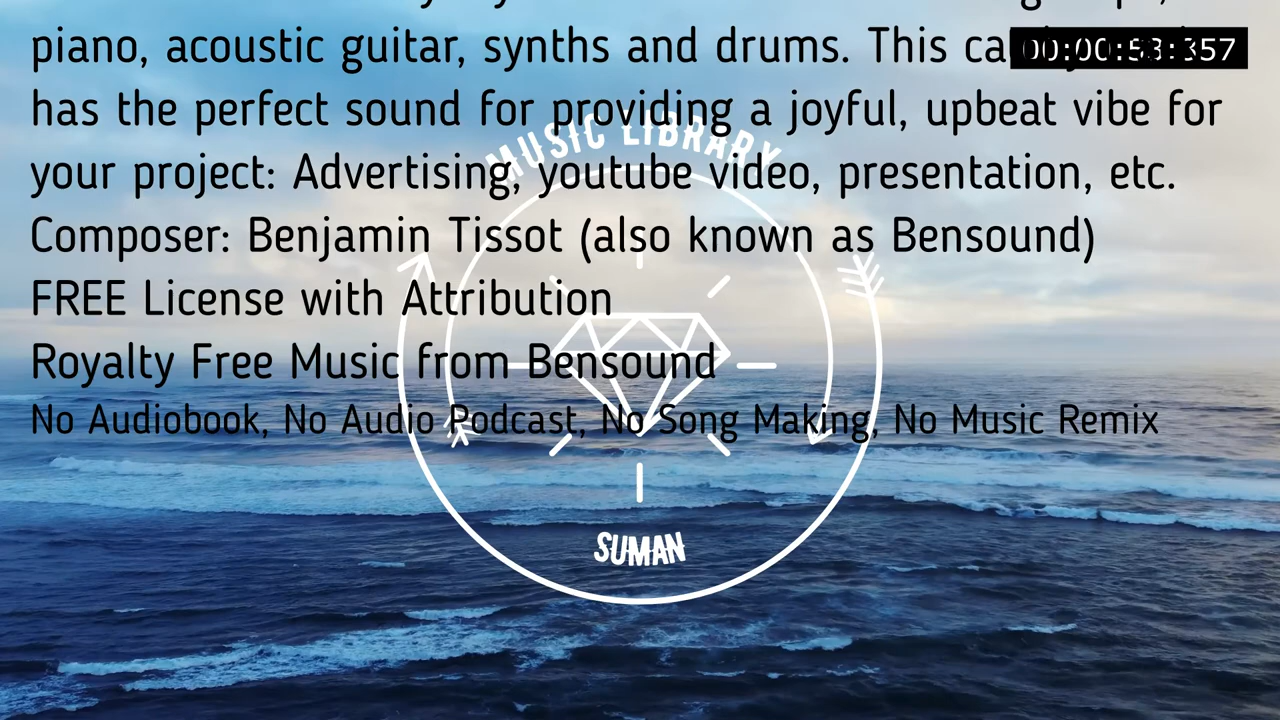 piano, acoustic guitar, synths and drums. This
00:00:53:357
has the perfect sound for providing a joyful, upbeat vibe for
MUSIC LIBRARY
your project: Advertising, youtube video, presentation, etc.
Composer: Benjamin Tissot (also known as Bensound)
FREE License with Attribution
Royalty Free Music from Bensound
No Audiobook, No Audio Podcast, No Song Making, No Music Remix
SUMAN